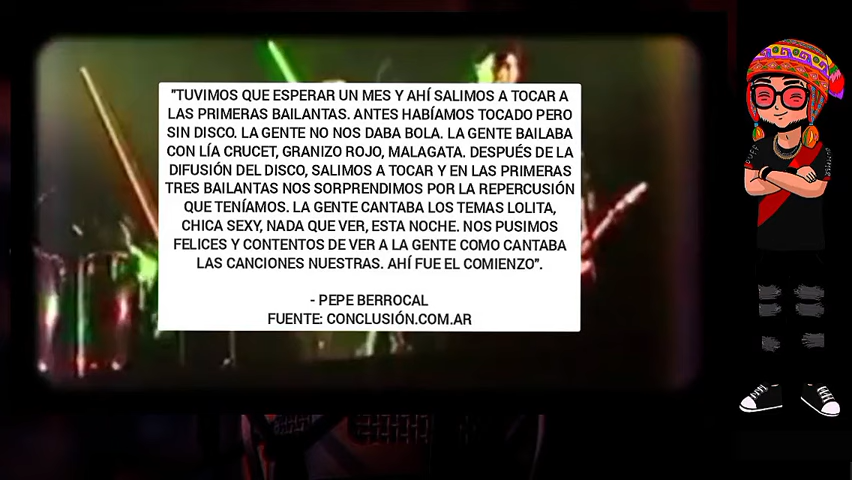 "TUVIMOS QUE ESPERAR UN MES Y AHÍ SALIMOS A TOCAR A
LAS PRIMERAS BAILANTAS. ANTES HABÍAMOS TOCADO PERO
SIN DISCO. LA GENTE NO NOS DABA BOLA. LA GENTE BAILABA
CON LÍA CRUCET, GRANIZO ROJO, MALAGATA. DESPUÉS DE LA
DIFUSIÓN DEL DISCO, SALIMOS A TOCAR Y EN LAS PRIMERAS
TRES BAILANTAS NOS SORPRENDIMOS POR LA REPERCUSIÓN
QUE TENÍAMOS. LA GENTE CANTABA LOS TEMAS LOLITA,
CHICA SEXY, NADA QUE VER, ESTA NOCHE. NOS PUSIMOS
FELICES Y CONTENTOS DE VER A LA GENTE COMO CANTABA
LAS CANCIONES NUESTRAS. AHÍ FUE EL COMIENZO".
- PEPE BERROCAL
FUENTE: CONCLUSIÓN.COM.AR